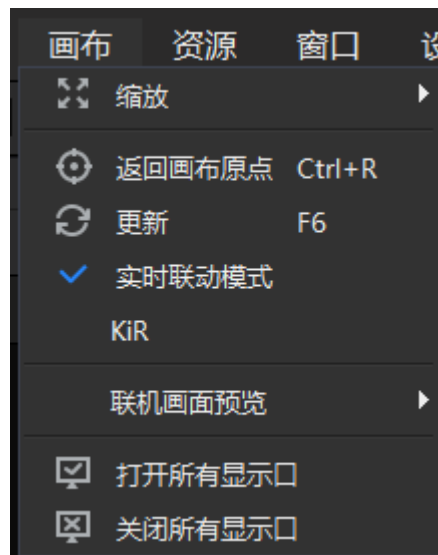 画布 资源 窗口
缩放
返回画布原点 Ctrl+R
更新 F6
实时联动模式
KiR
联机画面预览
打开所有显示口
关闭所有显示口